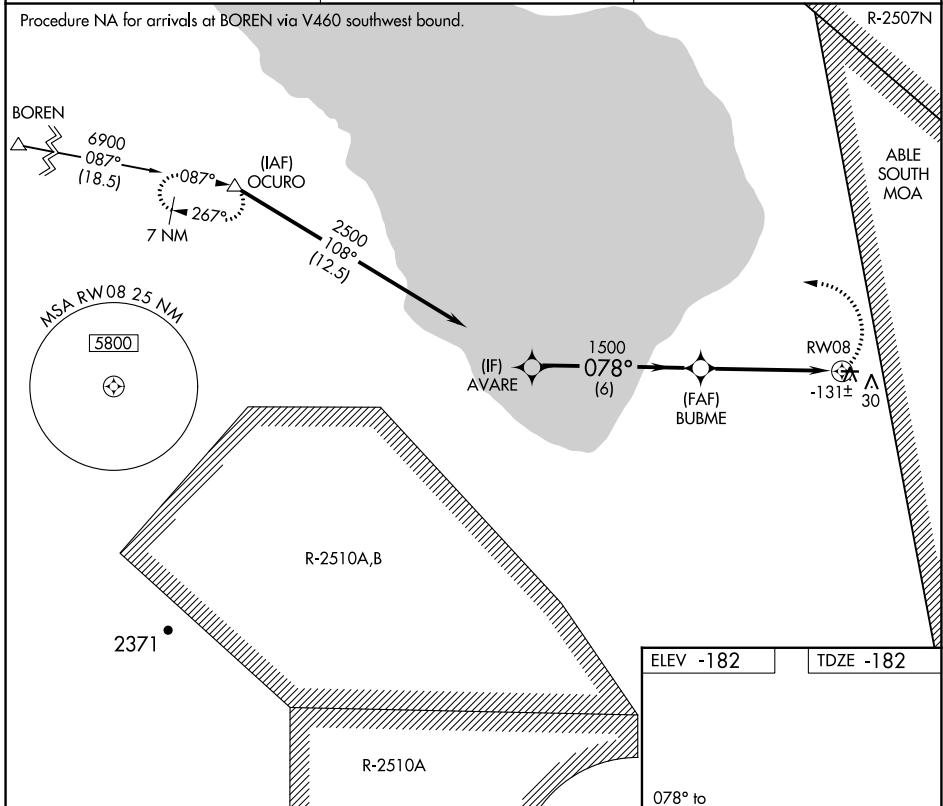 Procedure NA for arrivals at BOREN via V460 southwest bound.
R-2507N
BOREN
6900
087°
(18.5)
087°
(IAF)
OCURO
267°
7 NM
2500
108°
(12.5)
ABLE
SOUTH
MOA
MSA RW08 25 NM
5800
(IF)
AVARE
1500
078°
(6)
(FAF)
BUBME
RW08
-131±
30
R-2510A,B
2371
ELEV -182
TDZE -182
R-2510A
078° to